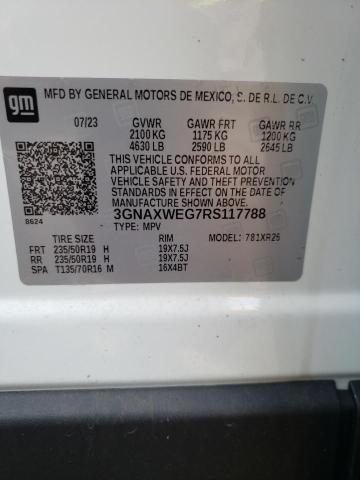 gm MFD BY GENERAL MOTORS DE MEXICO, S. DE R.L. DE C.V.
07/23 GVWR GAWR FRT GAWR RR
2100 KG 1175 KG 1200 KG
4630 LB 2590 LB 2645 LB
THIS VEHICLE CONFORMS TO ALL
APPLICABLE U.S. FEDERAL MOTOR
VEHICLE SAFETY, BUMPER, AND THEFT PREVENTION
STANDARDS IN EFFECT ON THE DATE OF
MANUFACTURE SHOWN ABOVE.
3GNAXWEG7RS117788
8624 TYPE: MPV
TIRE SIZE RIM MODEL: 781XR26
FRT 235/50R19 H 19X7.5J
RR 235/50R19 H 19X7.5J
SPA T135/70R16 M 16X4BT